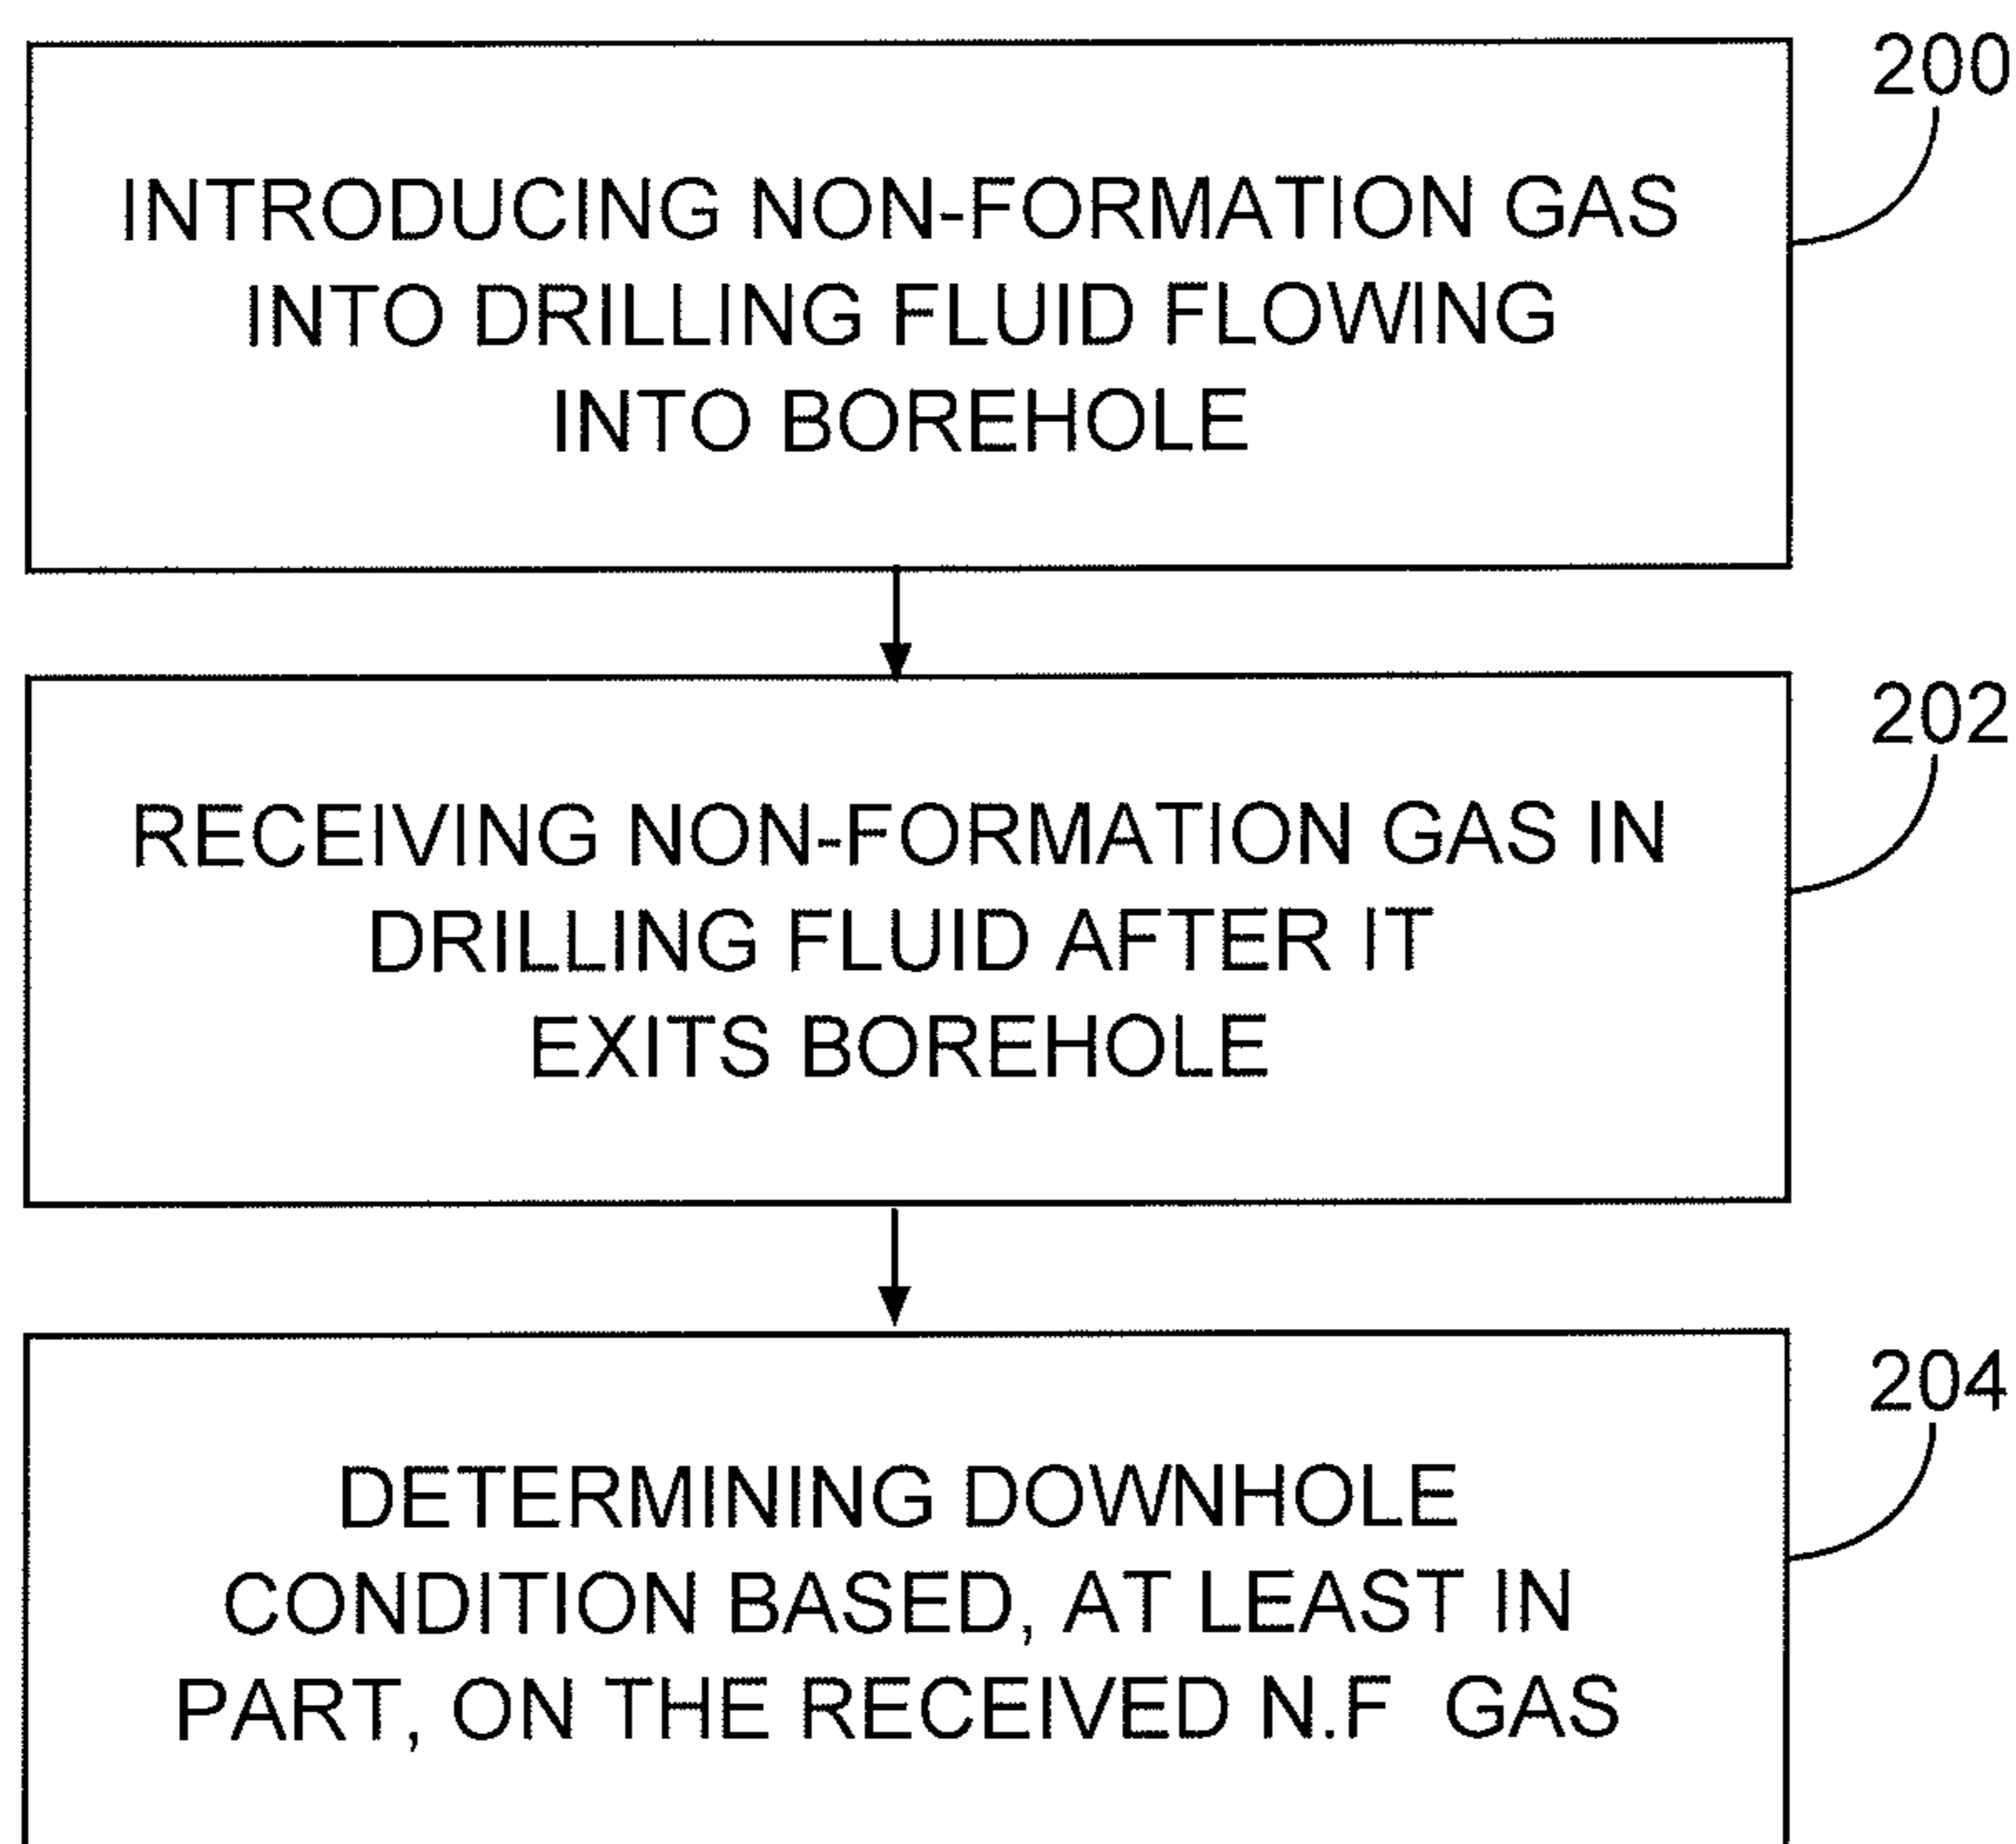 200
INTRODUCING NON-FORMATION GAS
INTO DRILLING FLUID FLOWING
INTO BOREHOLE
202
RECEIVING NON-FORMATION GAS IN
DRILLING FLUID AFTER IT
EXITS BOREHOLE
204
DETERMINING DOWNHOLE
CONDITION BASED, AT LEAST IN
PART, ON THE RECEIVED N.F GAS